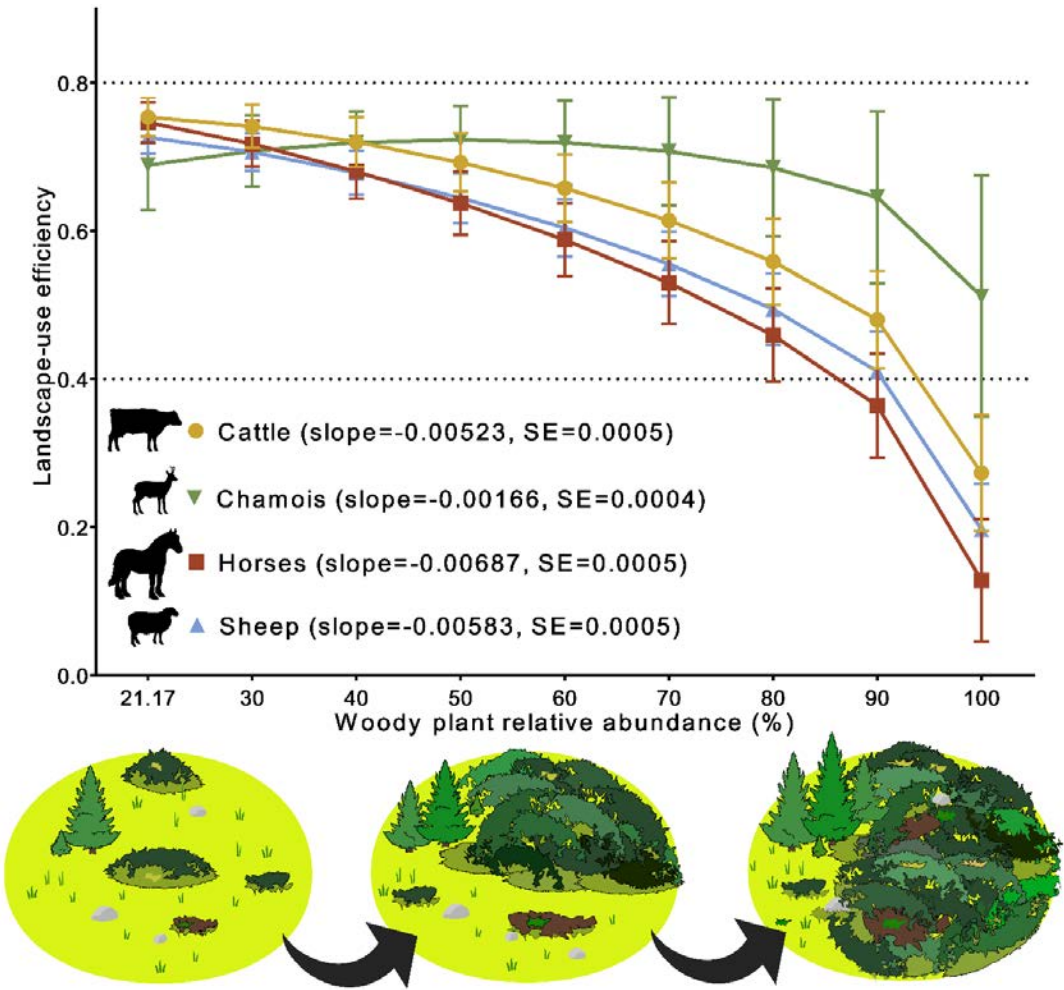 Landscape-use efficiency
0.8
0.6
0.4
0.2
0.0
Cattle (slope=-0.00523, SE=0.0005)
Chamois (slope=-0.00166, SE=0.0004)
Horses (slope=-0.00687, SE=0.0005)
Sheep (slope=-0.00583, SE=0.0005)
21.17 30 40 50 60 70 80 90 100
Woody plant relative abundance (%)